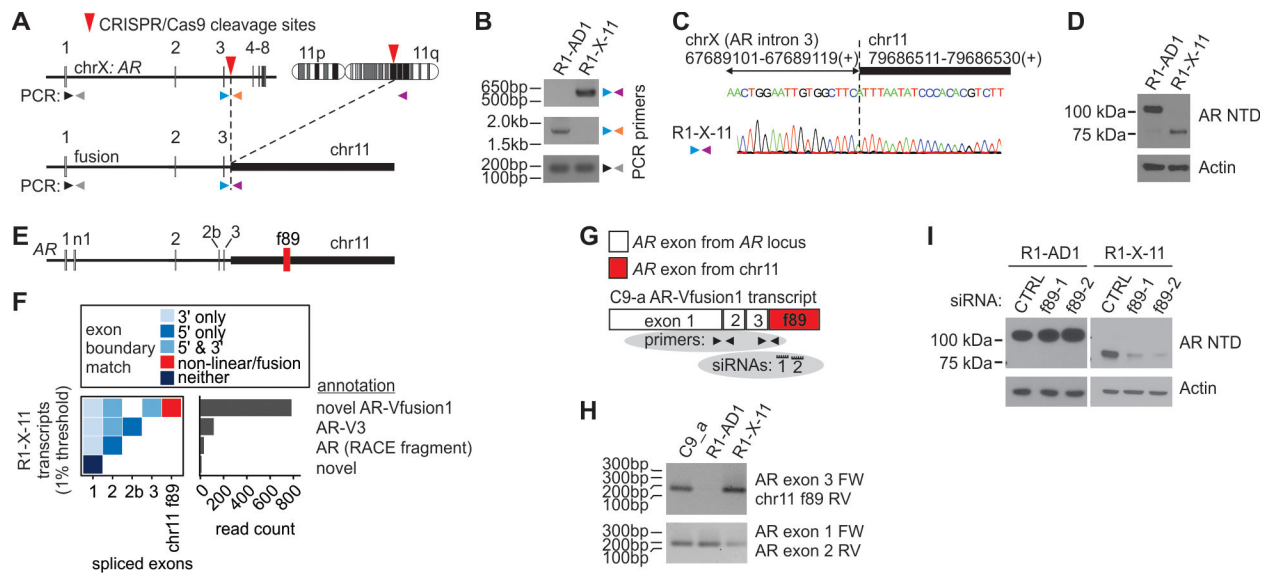 A
CRISPR/Cas9 cleavage sites
1
2
3
4-8
11p
11q
chrX: AR
PCR:
fusion
1
2
3
chr11
PCR:
B
R1-AD1
R1-X-11
650bp
500bp
2.0kb
1.5kb
200bp
100bp
PCR primers
C
chrX (AR intron 3)
67689101-67689119(+)
chr11
79686511-79686530(+)
AACTGGAATTGTGGCTTCATTTAATATCCCACACGTCTT
R1-X-11
D
R1-AD1
R1-X-11
100 kDa
75 kDa
AR NTD
Actin
E
AR
1
n1
2
2b
3
f89
chr11
F
exon boundary match
3' only
5' only
5' & 3'
non-linear/fusion
neither
annotation
novel AR-Vfusion1
AR-V3
AR (RACE fragment)
novel
R1-X-11 transcripts (1% threshold)
1
2
2b
3
chr11 f89
spliced exons
0
200
400
600
800
read count
G
AR exon from AR locus
AR exon from chr11
C9-a AR-Vfusion1 transcript
exon 1
2
3
f89
primers:
siRNAs: 1 2
H
C9_a
R1-AD1
R1-X-11
300bp
300bp
200bp
100bp
AR exon 3 FW
chr11 f89 RV
300bp
200bp
100bp
AR exon 1 FW
AR exon 2 RV
I
R1-AD1
R1-X-11
siRNA:
CTRL
f89-1
f89-2
CTRL
f89-1
f89-2
100 kDa
75 kDa
AR NTD
Actin